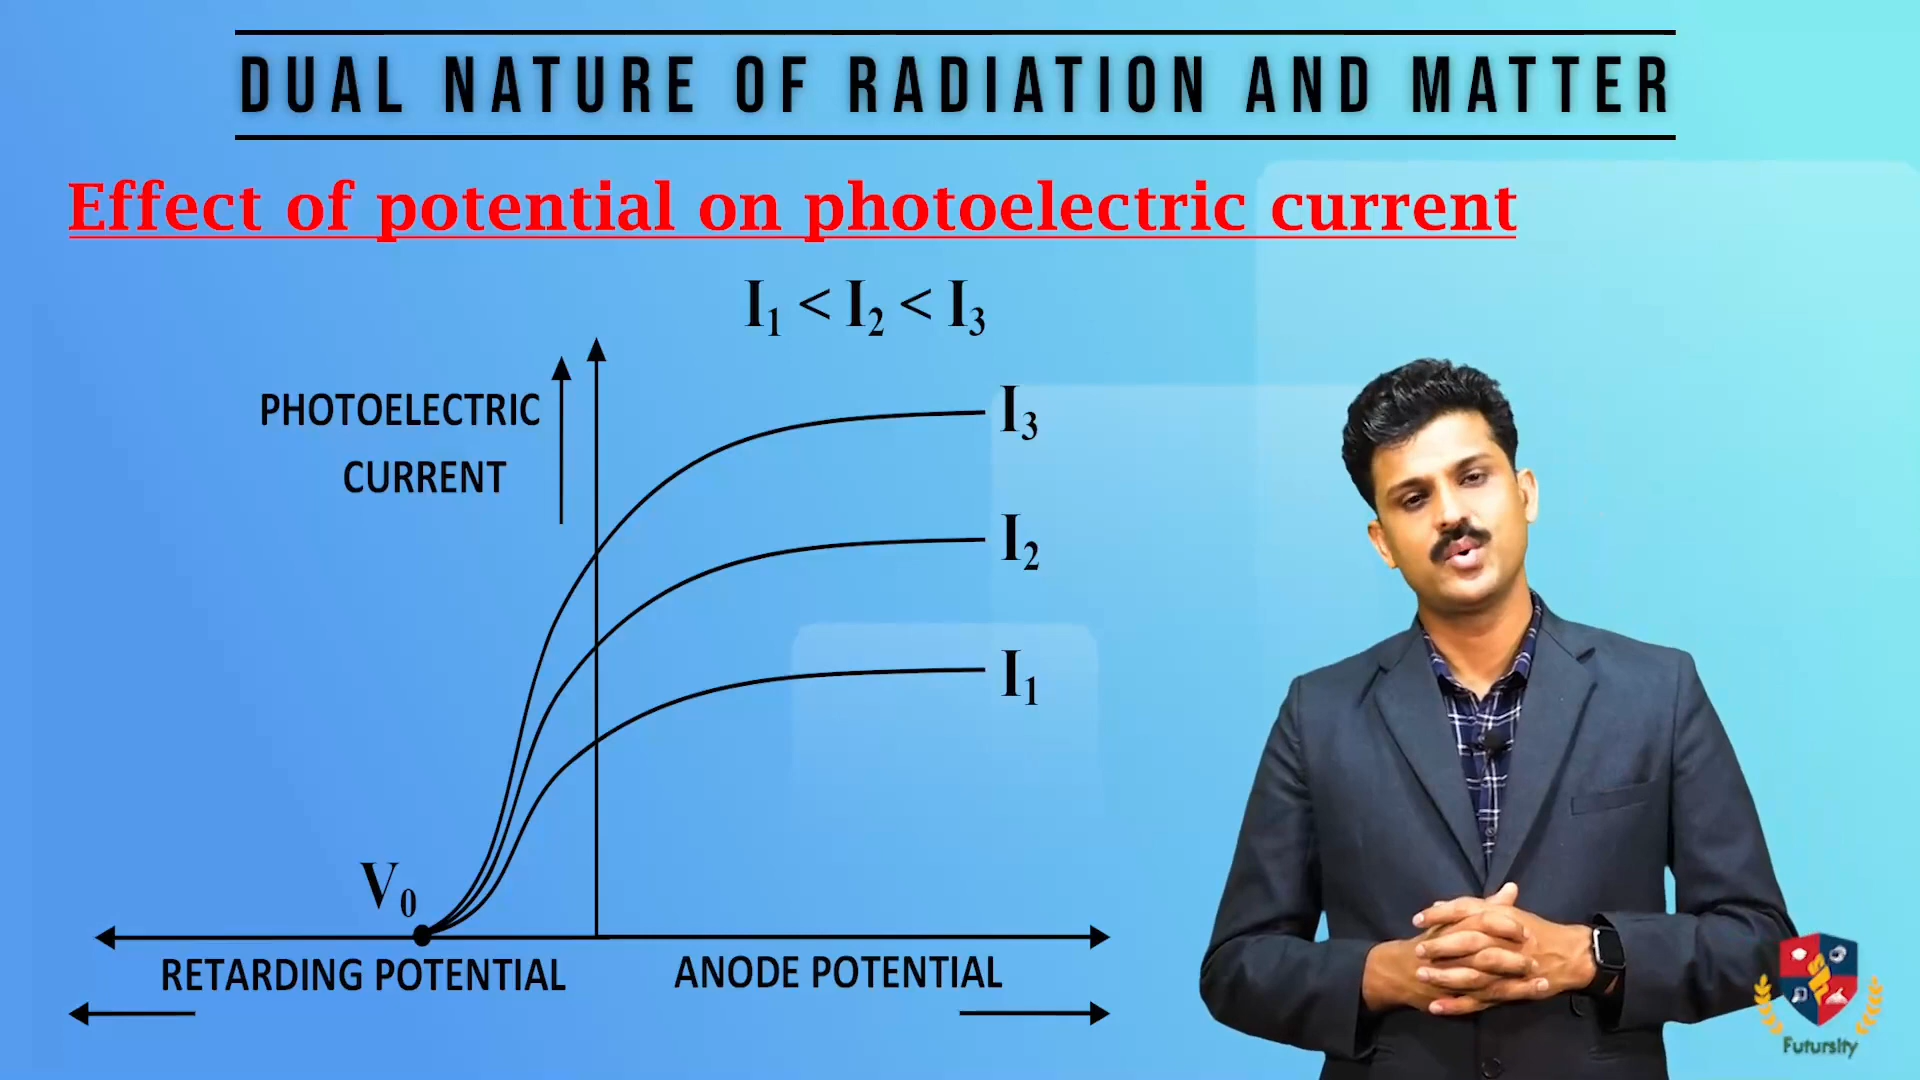 DUAL NATURE OF RADIATION AND MATTER
Effect of potential on photoelectric current
I₁ < I₂ < I₃
PHOTOELECTRIC
CURRENT
I₃
I₂
I₁
V₀
RETARDING POTENTIAL
ANODE POTENTIAL
Futursity